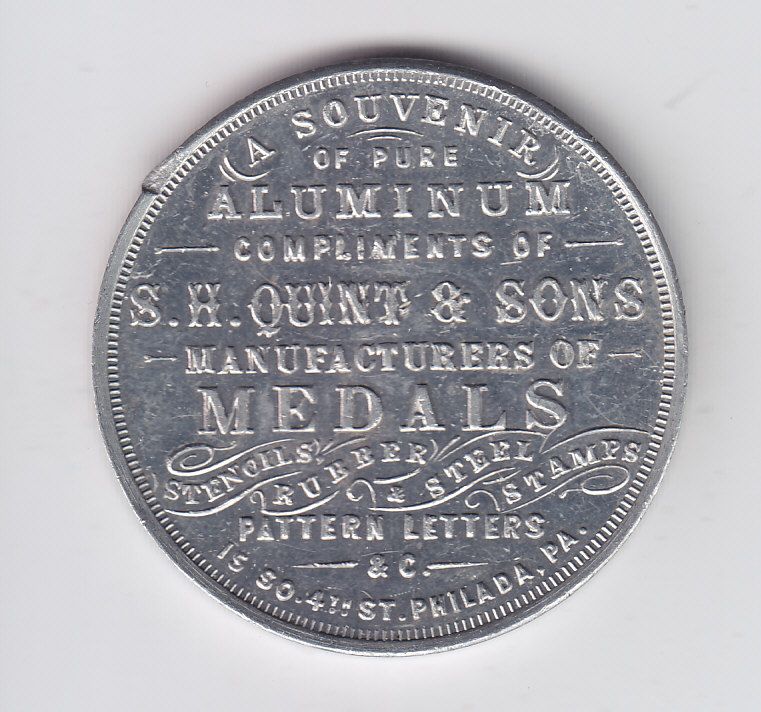 A SOUVENIR
OF PURE
ALUMINUM
COMPLIMENTS OF
S. H. QUINT & SONS
MANUFACTURERS OF
MEDALS
STENCILS RUBBER & STEEL STAMPS
PATTERN LETTERS
& C.
15 SO. 4TH ST. PHILADA, PA.